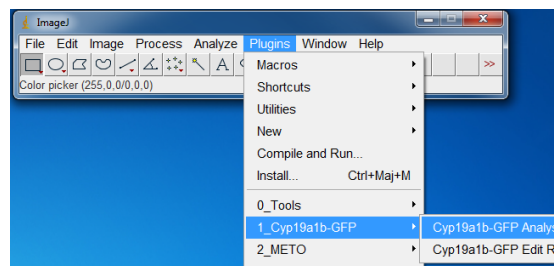 ImageJ
File Edit Image Process Analyze Plugins Window Help
A >>
Color picker (255,0,0/0,0,0)
Macros
Shortcuts
Utilities
New
Compile and Run...
Install... Ctrl+Maj+M
0_Tools
1_Cyp19a1b-GFP
Cyp19a1b-GFP Analys
2_METO
Cyp19a1b-GFP Edit R